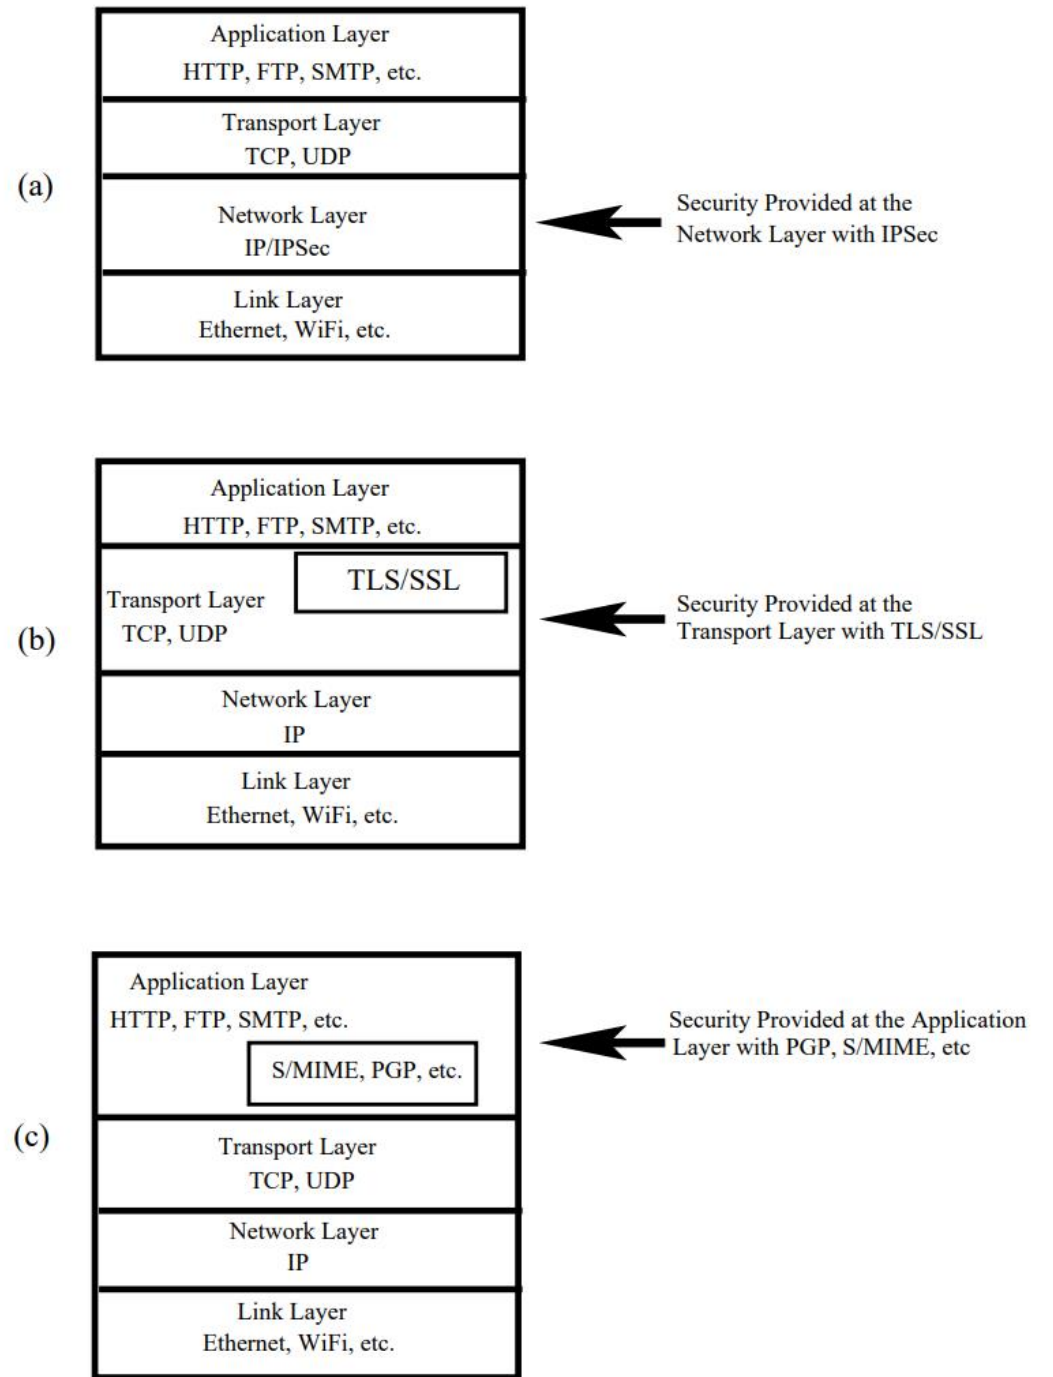 Application Layer
HTTP, FTP, SMTP, etc.
Transport Layer
TCP, UDP
(a)
Network Layer
IP/IPSec
Security Provided at the
Network Layer with IPSec
Link Layer
Ethernet, WiFi, etc.
Application Layer
HTTP, FTP, SMTP, etc.
TLS/SSL
Transport Layer
TCP, UDP
(b)
Security Provided at the
Transport Layer with TLS/SSL
Network Layer
IP
Link Layer
Ethernet, WiFi, etc.
Application Layer
HTTP, FTP, SMTP, etc.
S/MIME, PGP, etc.
Security Provided at the Application
Layer with PGP, S/MIME, etc
(c)
Transport Layer
TCP, UDP
Network Layer
IP
Link Layer
Ethernet, WiFi, etc.